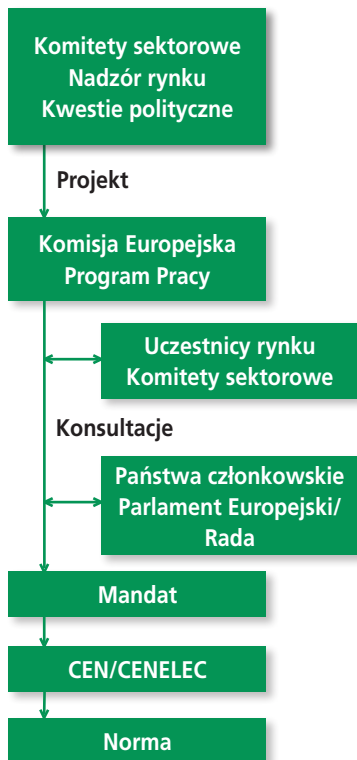 Komitety sektorowe
Nadzór rynku
Kwestie polityczne
Projekt
Komisja Europejska
Program Pracy
Uczestnicy rynku
Komitety sektorowe
Konsultacje
Państwa członkowskie
Parlament Europejski/
Rada
Mandat
CEN/CENELEC
Norma